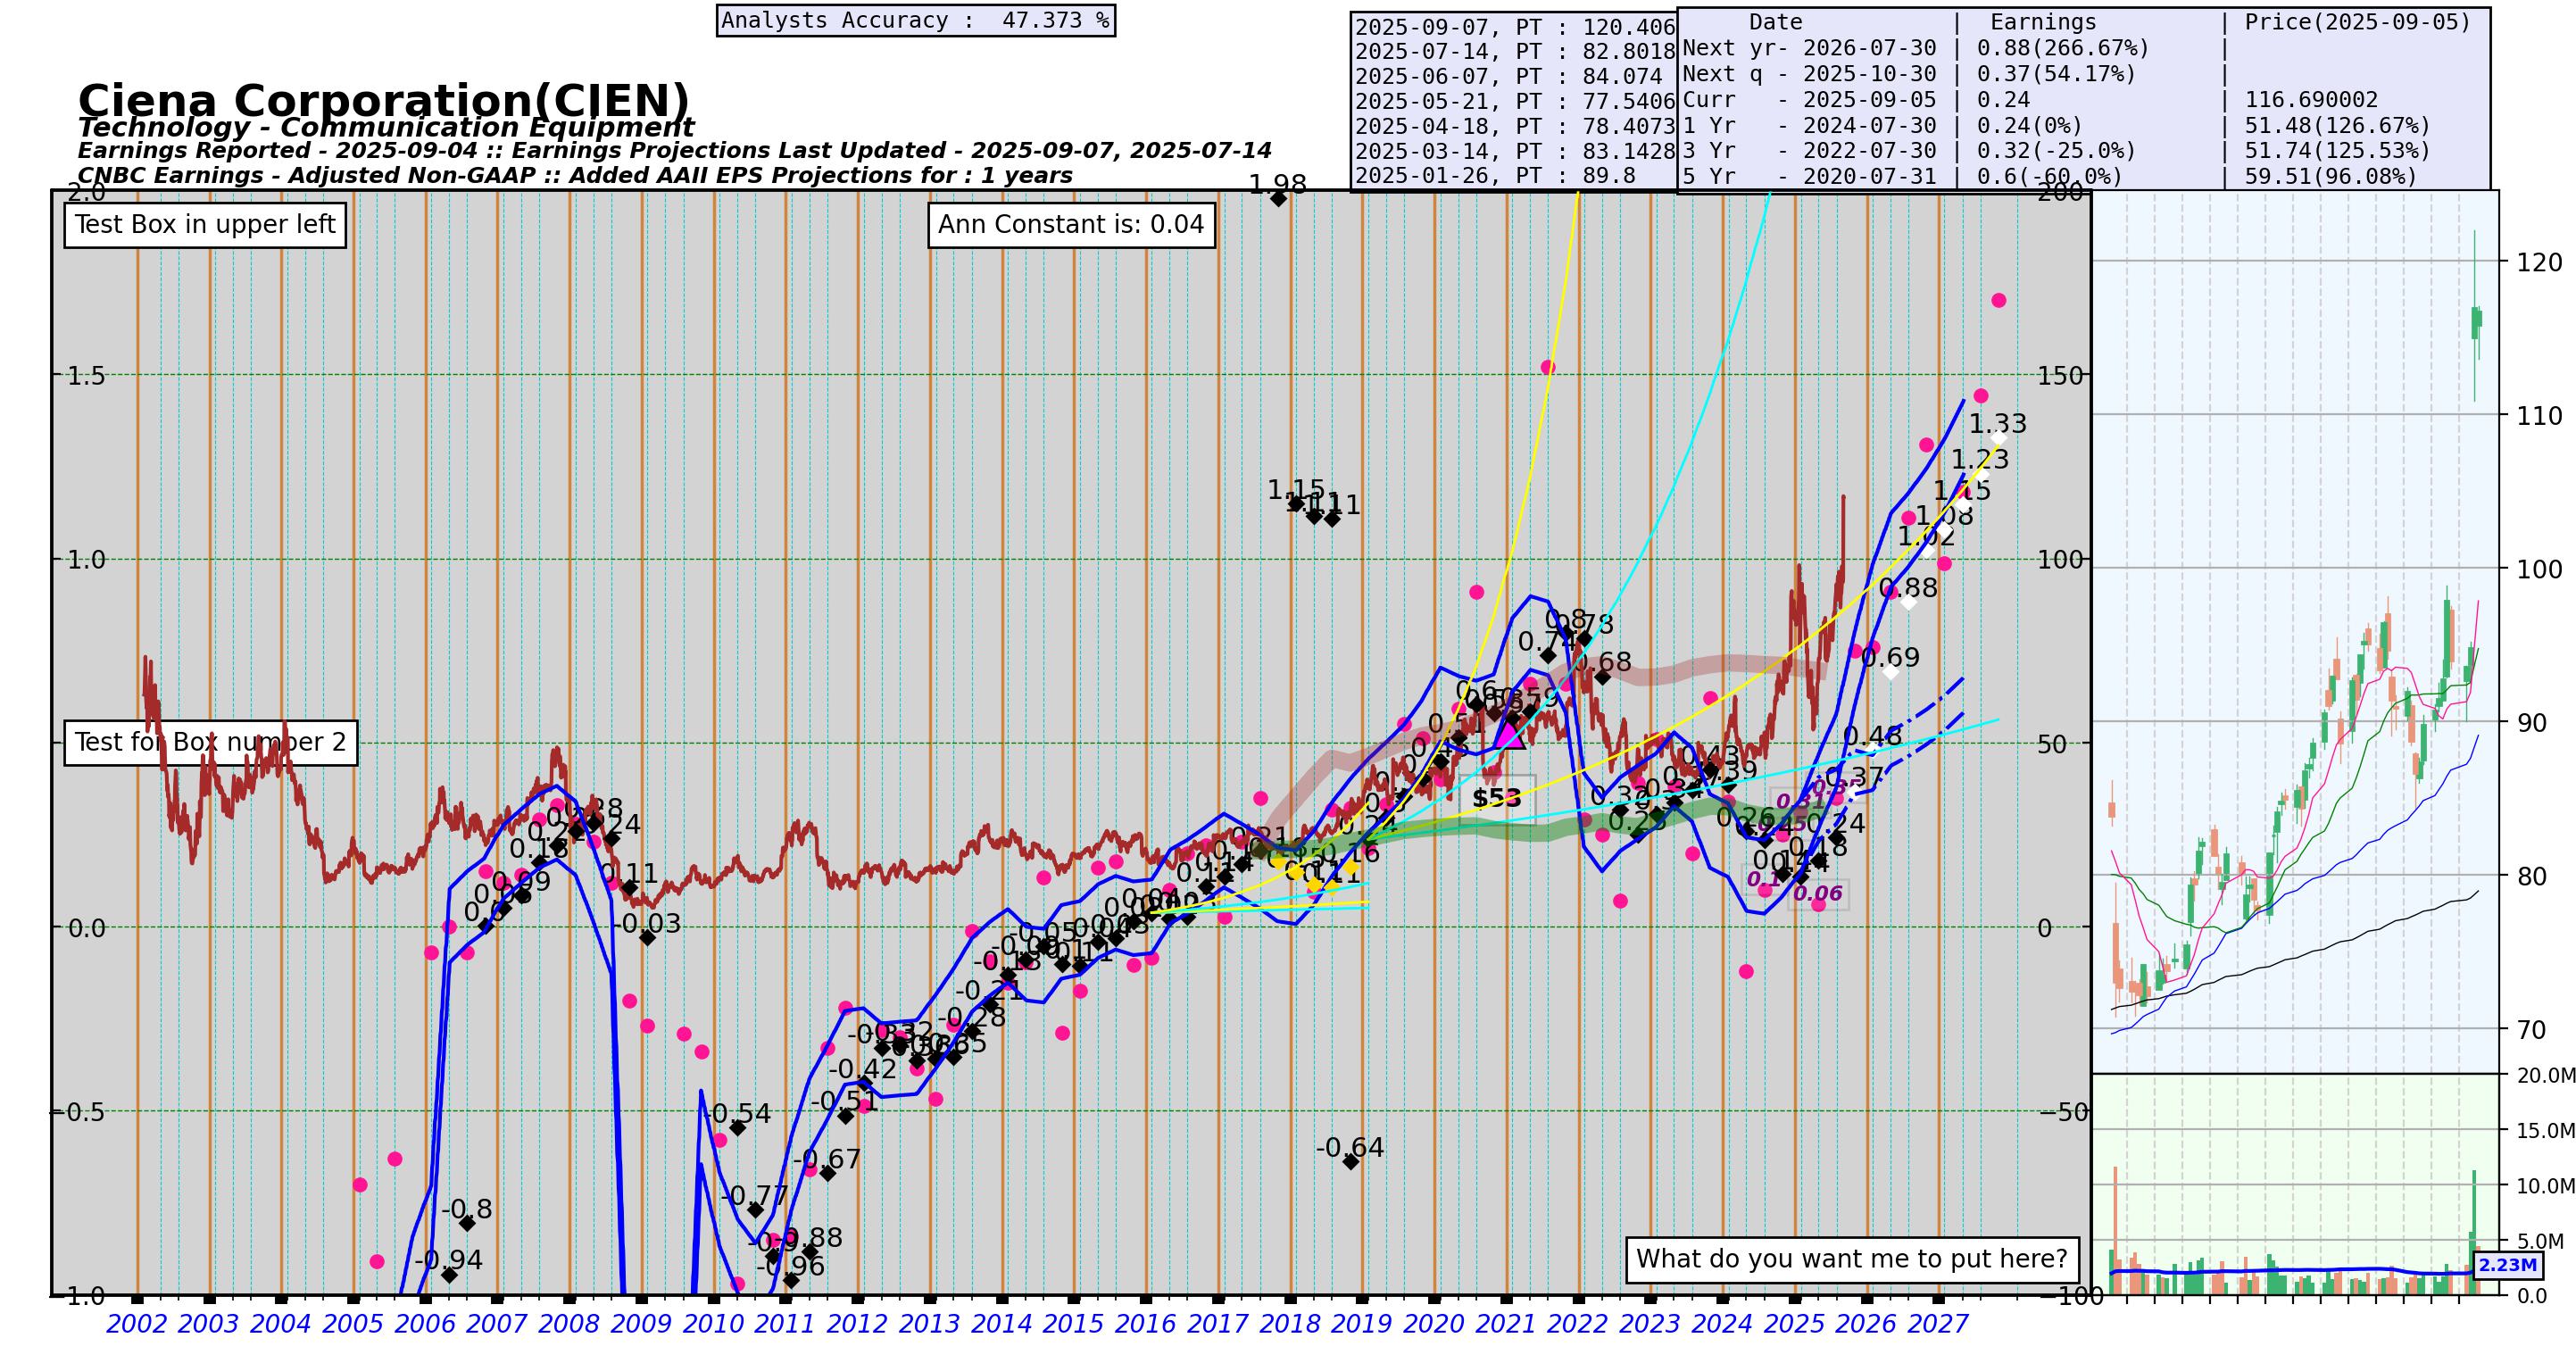 Analysts Accuracy :  47.373 %
2025-09-07, PT : 120.406
2025-07-14, PT : 82.8018
2025-06-07, PT : 84.074
2025-05-21, PT : 77.5406
2025-04-18, PT : 78.4073
2025-03-14, PT : 83.1428
2025-01-26, PT : 89.8
Date | Earnings | Price(2025-09-05)
Next yr- 2026-07-30 | 0.88(266.67%) |
Next q - 2025-10-30 | 0.37(54.17%) |
Curr - 2025-09-05 | 0.24 | 116.690002
1 Yr - 2024-07-30 | 0.24(0%) | 51.48(126.67%)
3 Yr - 2022-07-30 | 0.32(-25.0%) | 51.74(125.53%)
5 Yr - 2020-07-31 | 0.6(-60.0%) | 59.51(96.08%)
Ciena Corporation(CIEN)
Technology - Communication Equipment
Earnings Reported - 2025-09-04 :: Earnings Projections Last Updated - 2025-09-07, 2025-07-14
CNBC Earnings - Adjusted Non-GAAP :: Added AAII EPS Projections for : 1 years
Test Box in upper left
Ann Constant is: 0.04
Test for Box number 2
What do you want me to put here?
2.0
1.5
1.0
0.0
−0.5
−1.0
200
150
100
50
0
−50
−100
120
110
100
90
80
70
20.0M
15.0M
10.0M
5.0M
2.23M
0.0
1.98
1.15
1.11
-0.64
-0.94
-0.8
0.18
0.24
0.11
-0.03
-0.54
-0.77
-0.96
-0.88
-0.67
-0.51
-0.42
-0.21
-0.28
0.74
0.8
0.78
0.68
$53
0.43
0.39
0.26
0.24
0.18
0.1
0.06
0.37
0.48
0.69
0.88
1.02
1.08
1.15
1.23
1.33
2002 2003 2004 2005 2006 2007 2008 2009 2010 2011 2012 2013 2014 2015 2016 2017 2018 2019 2020 2021 2022 2023 2024 2025 2026 2027